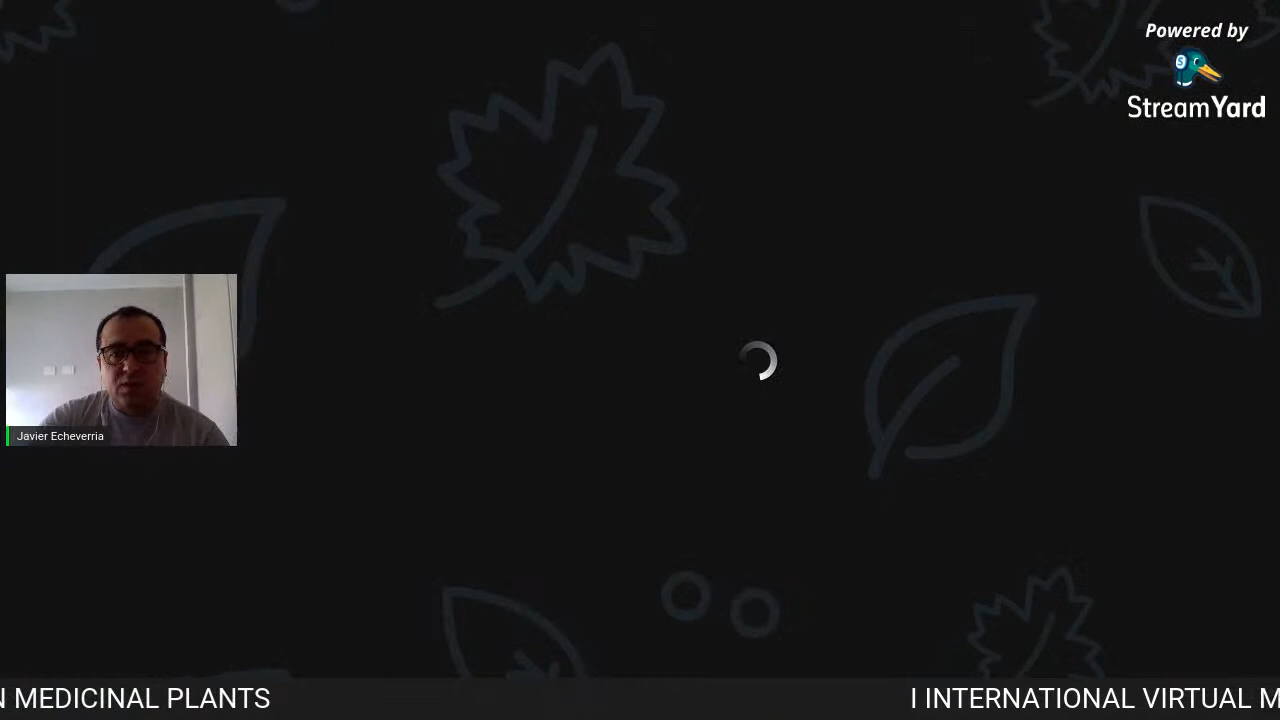 Powered by
StreamYard
Javier Echeverria
N MEDICINAL PLANTS
I INTERNATIONAL VIRTUAL M